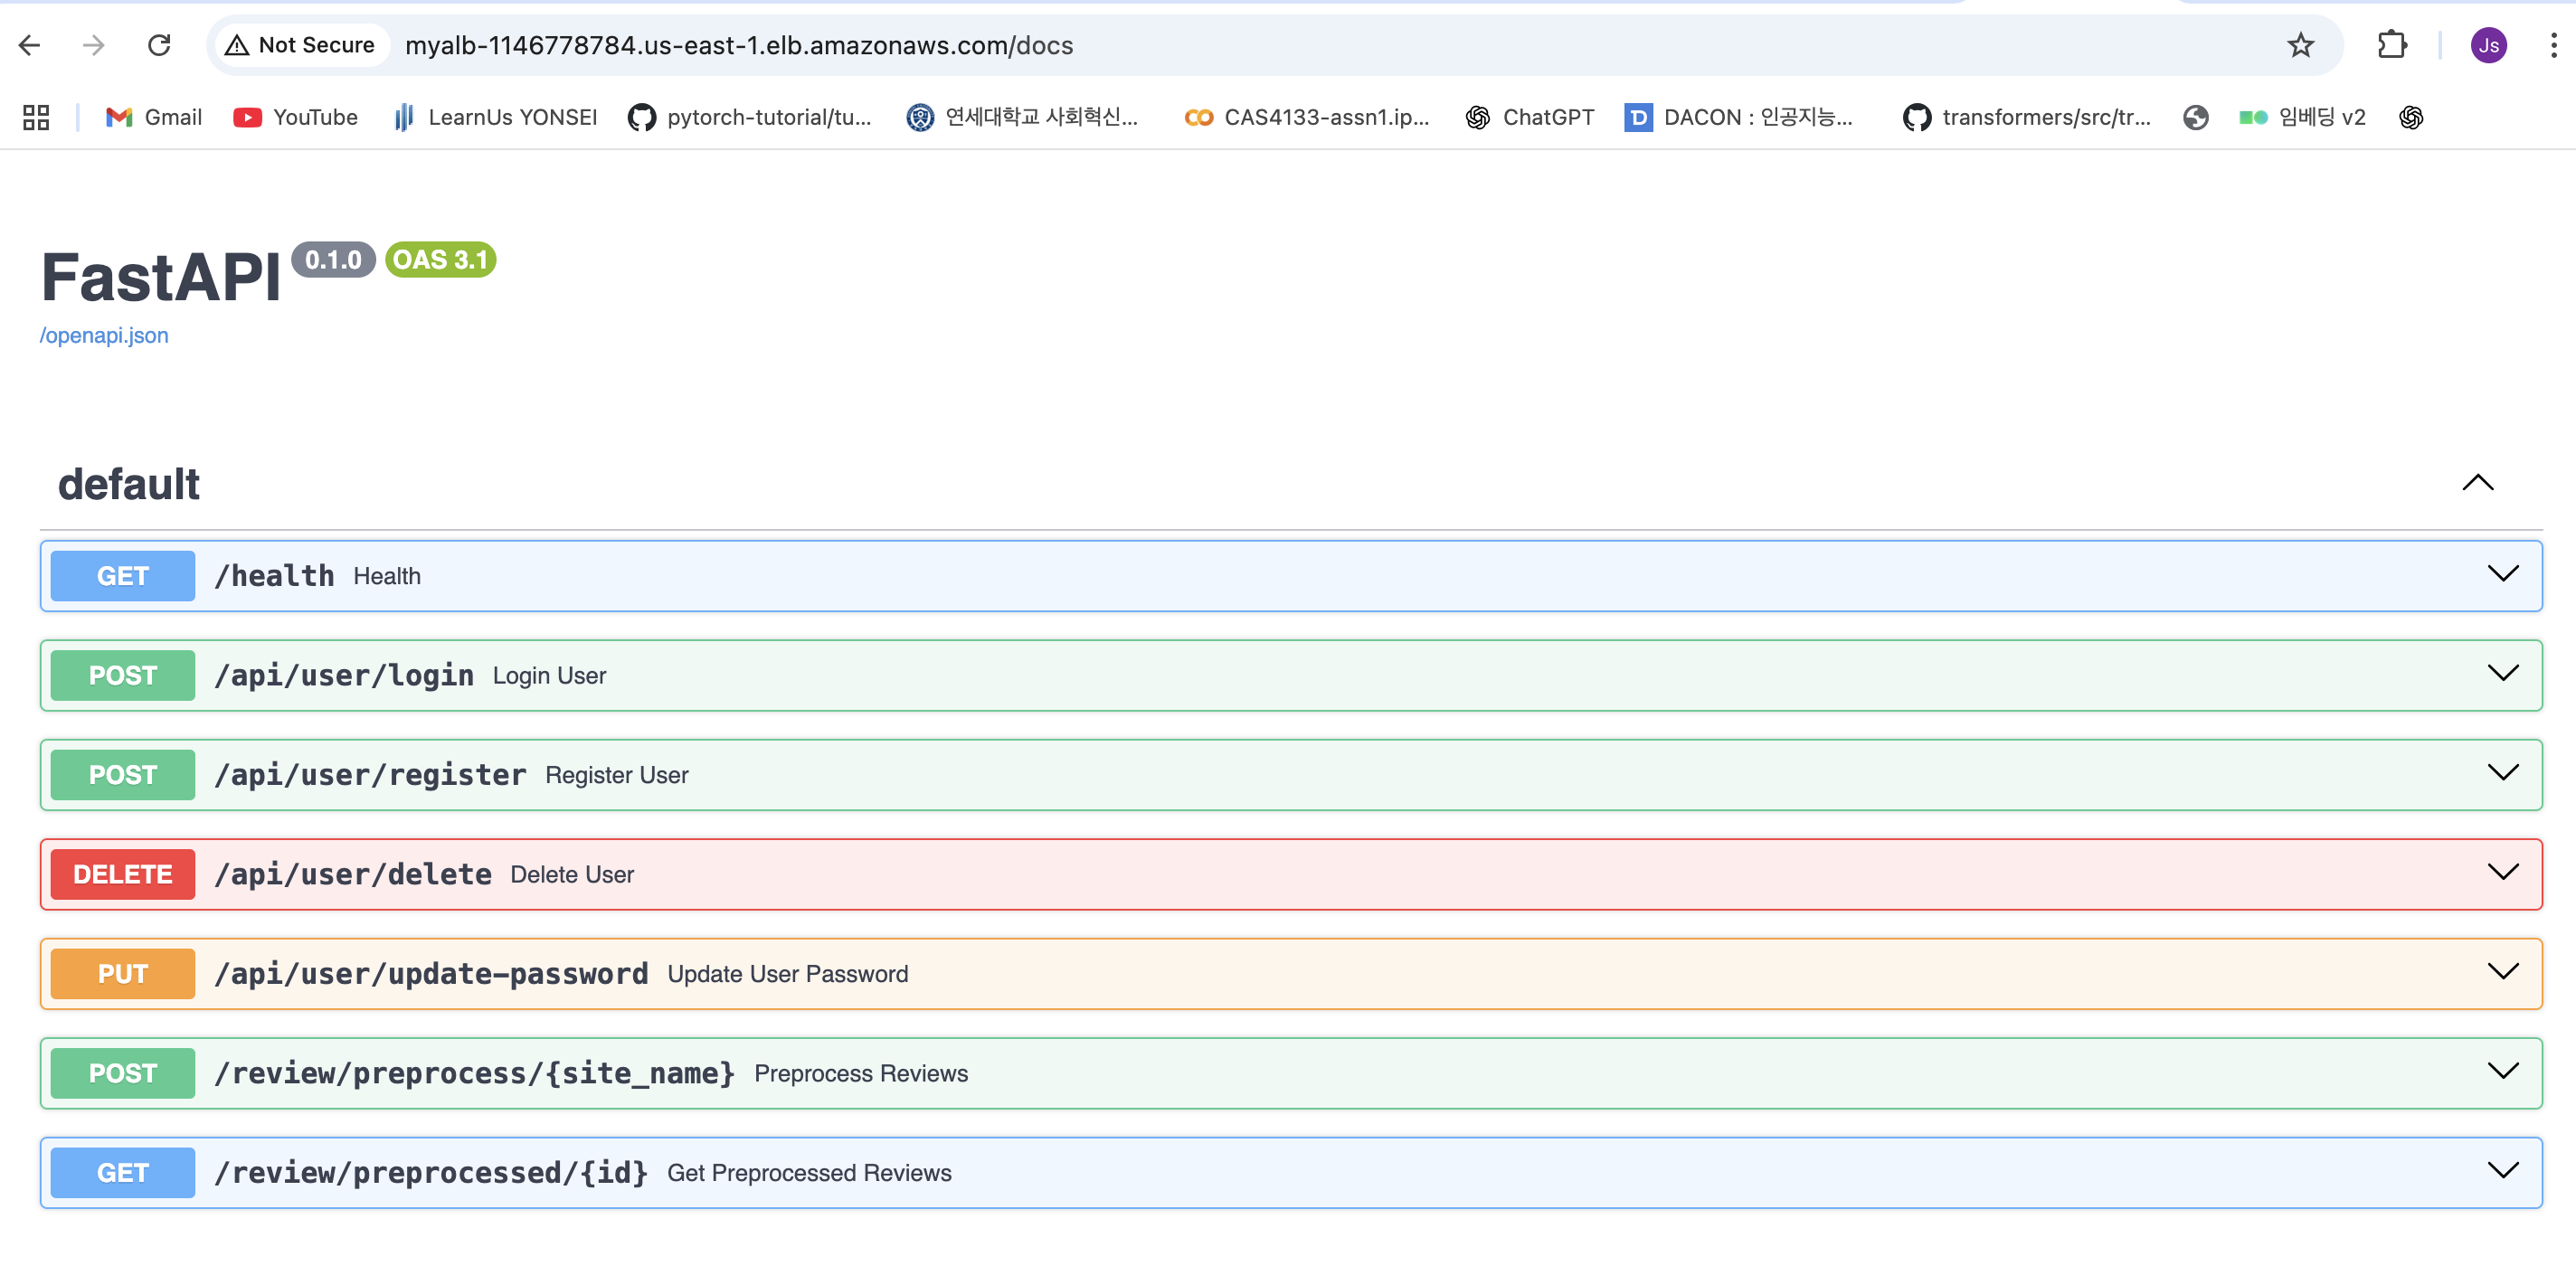 Not Secure myalb-1146778784.us-east-1.elb.amazonaws.com/docs Js
Gmail YouTube LearnUs YONSEI pytorch-tutorial/tu... 연세대학교 사회혁신... CAS4133-assn1.ip... ChatGPT D DACON : 인공지능... transformers/src/tr... 임베딩 v2
FastAPI 0.1.0 OAS 3.1
/openapi.json
default
GET /health Health
POST /api/user/login Login User
POST /api/user/register Register User
DELETE /api/user/delete Delete User
PUT /api/user/update-password Update User Password
POST /review/preprocess/{site_name} Preprocess Reviews
GET /review/preprocessed/{id} Get Preprocessed Reviews